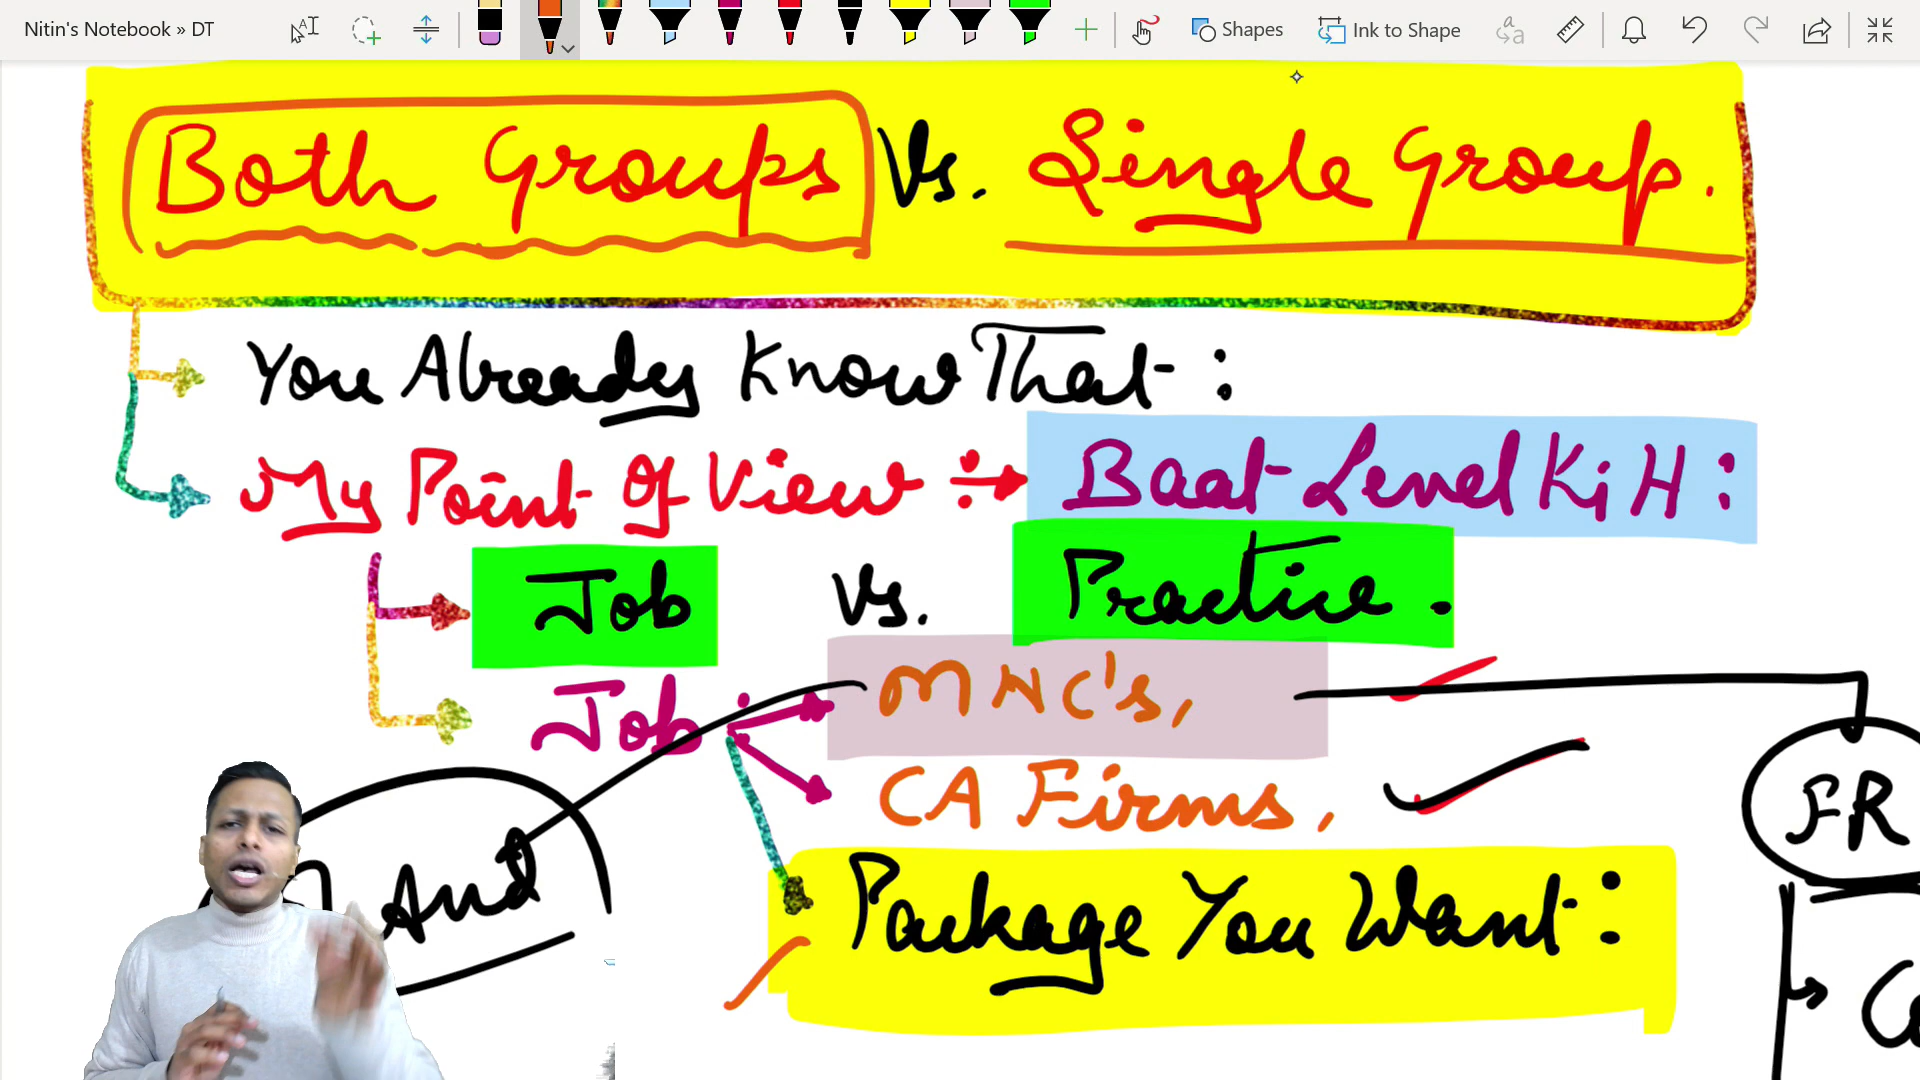 Nitin's Notebook » DT
Shapes
Ink to Shape
Both Groups Vs. Single Group.
You Already Know That :
My Point Of View ÷ Baat Level Ki H :
Job Vs. Practice.
Job : MNC's,
CA Firms,
FR
And
Package You Want :